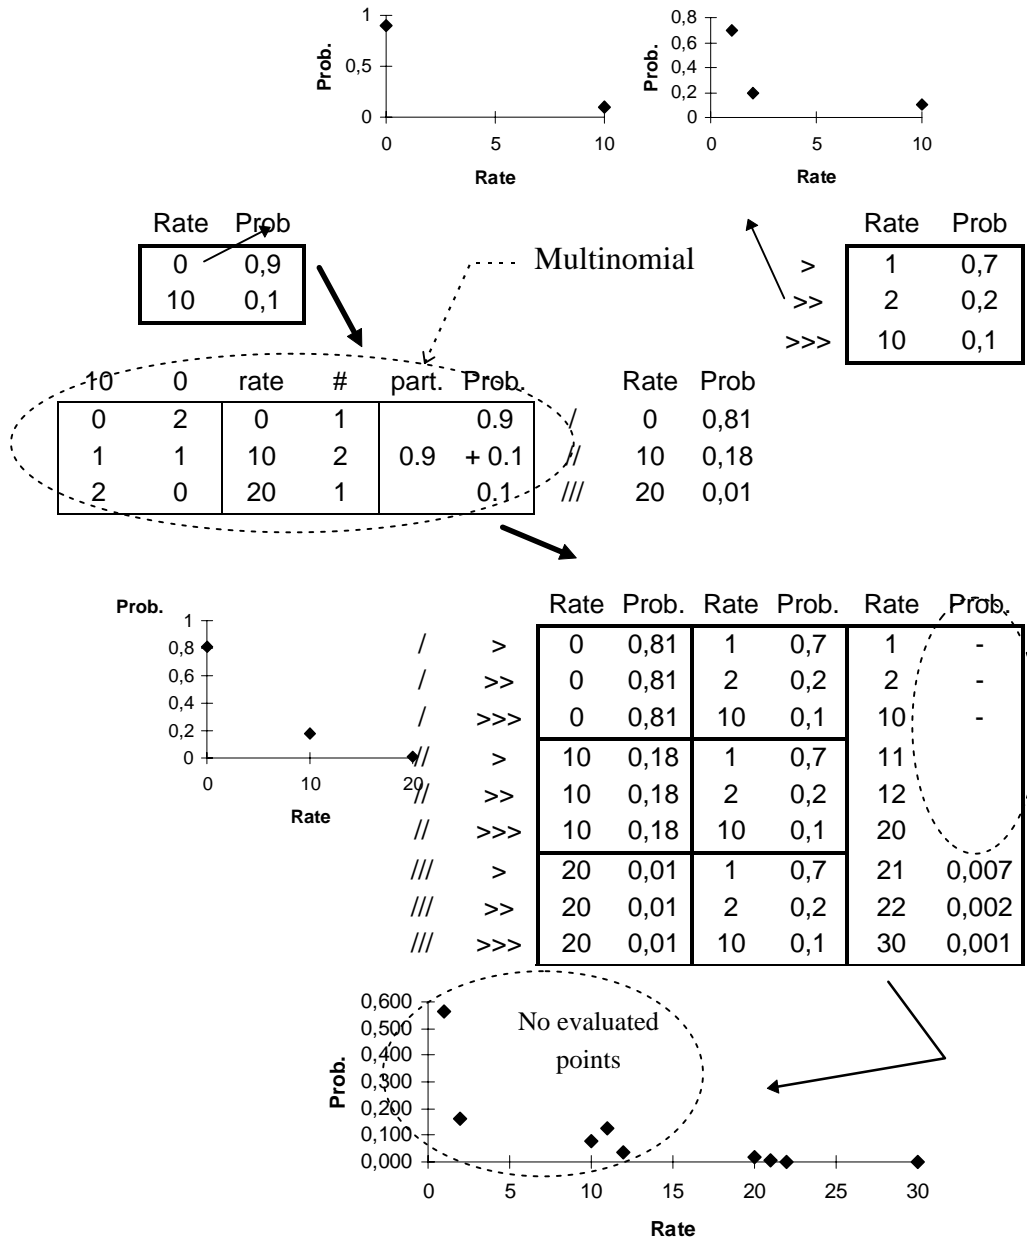 1
0,5
0
Prob.
0 5 10
Rate
0,8
0,6
0,4
0,2
0
Prob.
0 5 10
Rate
Rate Prob
0 0,9
10 0,1
Multinomial
Rate Prob
> 1 0,7
>> 2 0,2
>>> 10 0,1
10 0 rate # part. Prob. Rate Prob
0 2 0 1 0.9 / 0 0,81
1 1 10 2 0.9 + 0.1 // 10 0,18
2 0 20 1 0.1 /// 20 0,01
Prob.
1
0,8
0,6
0,4
0,2
0
0 10 20
Rate
Rate Prob. Rate Prob. Rate Prob.
/ > 0 0,81 1 0,7 1 -
/ >> 0 0,81 2 0,2 2 -
/ >>> 0 0,81 10 0,1 10 -
// > 10 0,18 1 0,7 11
// >> 10 0,18 2 0,2 12
// >>> 10 0,18 10 0,1 20
/// > 20 0,01 1 0,7 21 0,007
/// >> 20 0,01 2 0,2 22 0,002
/// >>> 20 0,01 10 0,1 30 0,001
0,600
0,500
0,400
0,300
0,200
0,100
0,000
Prob.
No evaluated
points
0 5 10 15 20 25 30
Rate